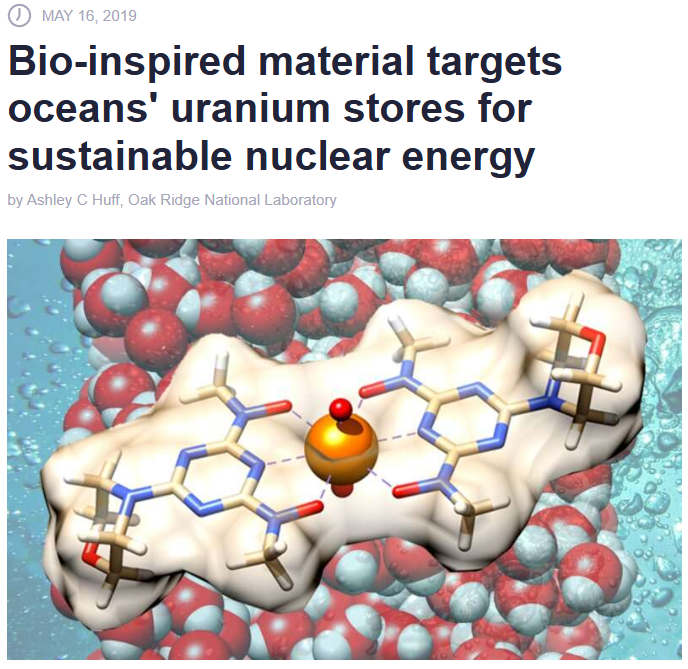 MAY 16, 2019
Bio-inspired material targets
oceans' uranium stores for
sustainable nuclear energy
by Ashley C Huff, Oak Ridge National Laboratory